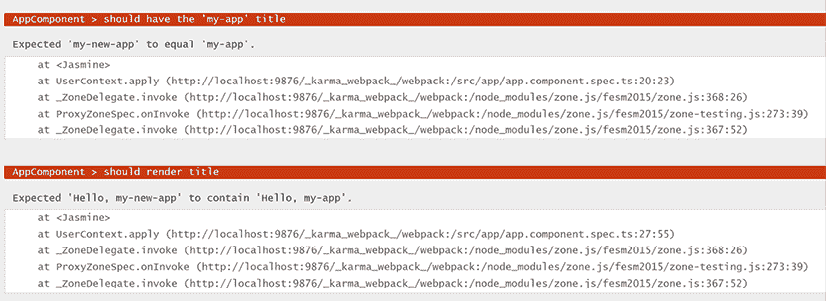 AppComponent > should have the 'my-app' title
Expected 'my-new-app' to equal 'my-app'.
at <Jasmine>
at UserContext.apply (http://localhost:9876/_karma_webpack_/webpack:/src/app/app.component.spec.ts:20:23)
at _ZoneDelegate.invoke (http://localhost:9876/_karma_webpack_/webpack:/node_modules/zone.js/fesm2015/zone.js:368:26)
at ProxyZoneSpec.onInvoke (http://localhost:9876/_karma_webpack_/webpack:/node_modules/zone.js/fesm2015/zone-testing.js:273:39)
at _ZoneDelegate.invoke (http://localhost:9876/_karma_webpack_/webpack:/node_modules/zone.js/fesm2015/zone.js:367:52)
AppComponent > should render title
Expected 'Hello, my-new-app' to contain 'Hello, my-app'.
at <Jasmine>
at UserContext.apply (http://localhost:9876/_karma_webpack_/webpack:/src/app/app.component.spec.ts:27:55)
at _ZoneDelegate.invoke (http://localhost:9876/_karma_webpack_/webpack:/node_modules/zone.js/fesm2015/zone.js:368:26)
at ProxyZoneSpec.onInvoke (http://localhost:9876/_karma_webpack_/webpack:/node_modules/zone.js/fesm2015/zone-testing.js:273:39)
at _ZoneDelegate.invoke (http://localhost:9876/_karma_webpack_/webpack:/node_modules/zone.js/fesm2015/zone.js:367:52)